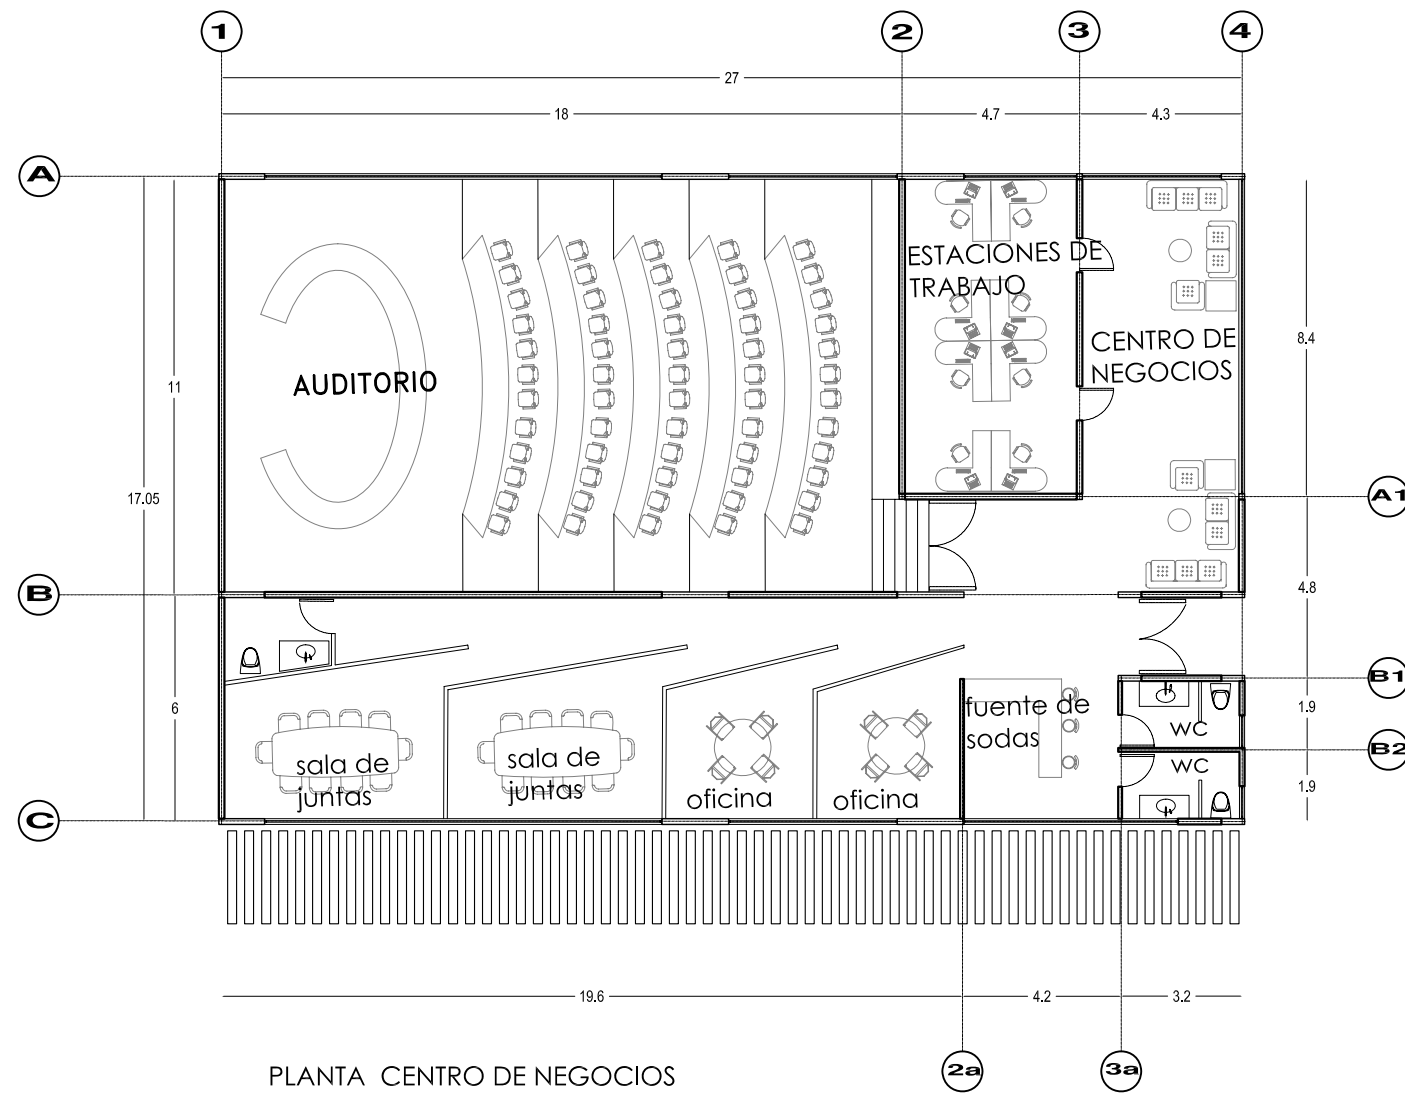 1
2
3
4
27
18
4.7
4.3
A
ESTACIONES DE
TRABAJO
CENTRO DE
NEGOCIOS
8.4
AUDITORIO
11
17.05
A1
B
4.8
B1
6
fuente de
sodas
1.9
WC
B2
WC
sala de
juntas
sala de
juntas
oficina
oficina
1.9
C
19.6
4.2
3.2
2a
3a
PLANTA CENTRO DE NEGOCIOS